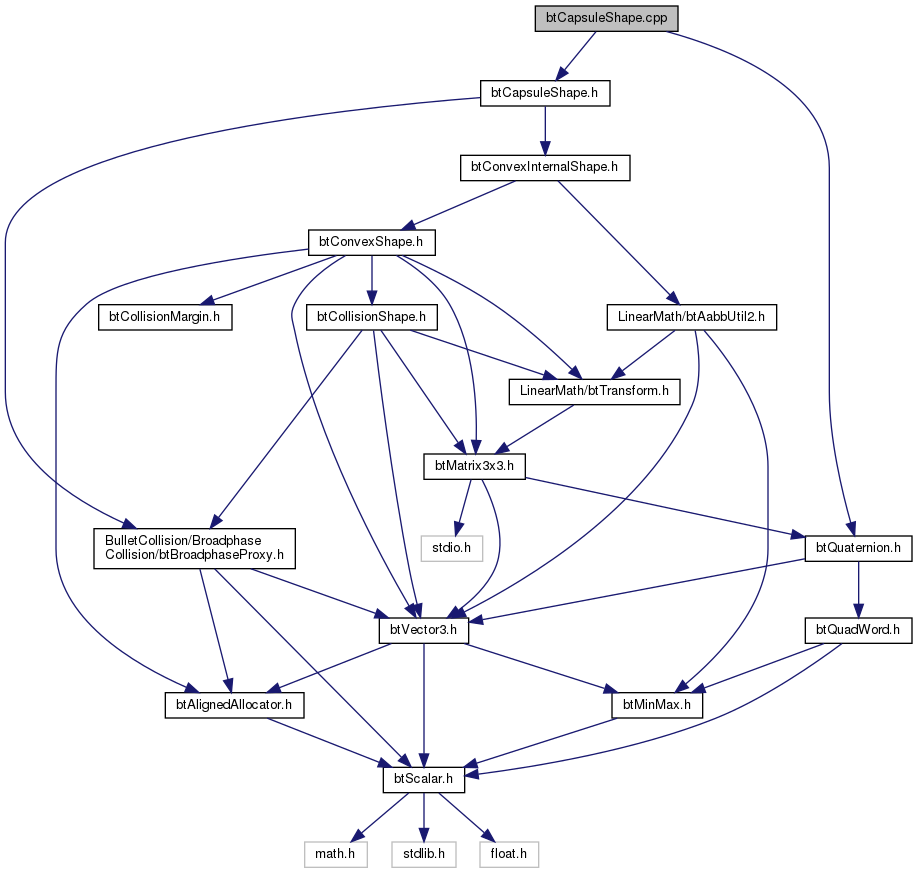 btCapsuleShape.cpp
btCapsuleShape.h
btConvexInternalShape.h
btConvexShape.h
btCollisionMargin.h
btCollisionShape.h
LinearMath/btAabbUtil2.h
LinearMath/btTransform.h
btMatrix3x3.h
BulletCollision/Broadphase
Collision/btBroadphaseProxy.h
stdio.h
btQuaternion.h
btVector3.h
btQuadWord.h
btAlignedAllocator.h
btMinMax.h
btScalar.h
math.h
stdlib.h
float.h